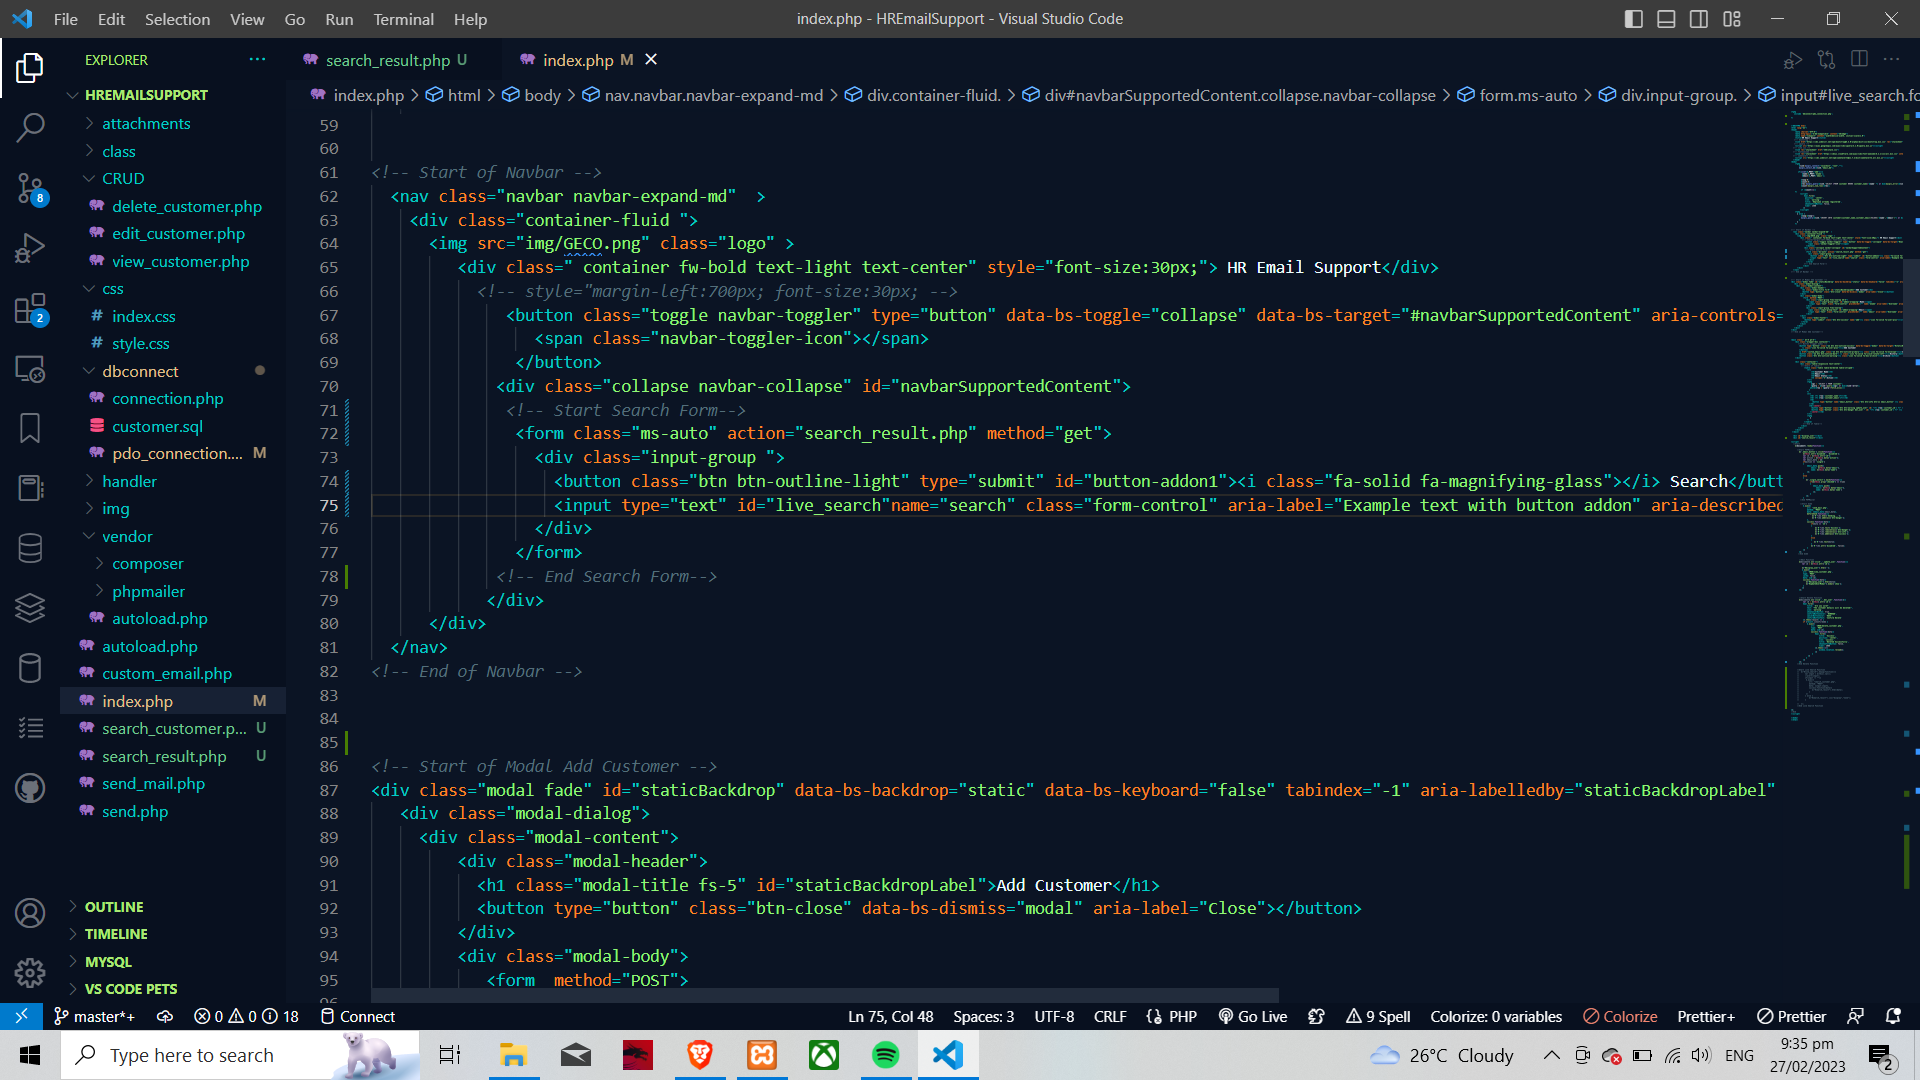 File Edit Selection View Go Run Terminal Help
index.php - HREmailSupport - Visual Studio Code
EXPLORER
search_result.php U
index.php M
index.php > html > body > nav.navbar.navbar-expand-md > div.container-fluid. > div#navbarSupportedContent.collapse.navbar-collapse > form.ms-auto > div.input-group. > input#live_search.fo
HREMAILSUPPORT
attachments
class
CRUD
delete_customer.php
edit_customer.php
view_customer.php
css
# index.css
# style.css
dbconnect
connection.php
customer.sql
pdo_connection.... M
handler
img
vendor
composer
phpmailer
autoload.php
autoload.php
custom_email.php
index.php M
search_customer.p... U
search_result.php U
send_mail.php
send.php
OUTLINE
TIMELINE
MYSQL
VS CODE PETS
8
2
59
60
61 <!-- Start of Navbar -->
62 <nav class="navbar navbar-expand-md"  >
63 <div class="container-fluid ">
64 <img src="img/GECO.png" class="logo" >
65 <div class=" container fw-bold text-light text-center" style="font-size:30px;"> HR Email Support</div>
66 <!-- style="margin-left:700px; font-size:30px; -->
67 <button class="toggle navbar-toggler" type="button" data-bs-toggle="collapse" data-bs-target="#navbarSupportedContent" aria-controls=
68 <span class="navbar-toggler-icon"></span>
69 </button>
70 <div class="collapse navbar-collapse" id="navbarSupportedContent">
71 <!-- Start Search Form-->
72 <form class="ms-auto" action="search_result.php" method="get">
73 <div class="input-group ">
74 <button class="btn btn-outline-light" type="submit" id="button-addon1"><i class="fa-solid fa-magnifying-glass"></i> Search</butt
75 <input type="text" id="live_search"name="search" class="form-control" aria-label="Example text with button addon" aria-described
76 </div>
77 </form>
78 <!-- End Search Form-->
79 </div>
80 </div>
81 </nav>
82 <!-- End of Navbar -->
83
84
85
86 <!-- Start of Modal Add Customer -->
87 <div class="modal fade" id="staticBackdrop" data-bs-backdrop="static" data-bs-keyboard="false" tabindex="-1" aria-labelledby="staticBackdropLabel"
88 <div class="modal-dialog">
89 <div class="modal-content">
90 <div class="modal-header">
91 <h1 class="modal-title fs-5" id="staticBackdropLabel">Add Customer</h1>
92 <button type="button" class="btn-close" data-bs-dismiss="modal" aria-label="Close"></button>
93 </div>
94 <div class="modal-body">
95 <form  method="POST">
96
master*+ 0 0 18 Connect
Ln 75, Col 48 Spaces: 3 UTF-8 CRLF PHP Go Live 9 Spell Colorize: 0 variables Colorize Prettier+ Prettier
Type here to search
26°C Cloudy
ENG
9:35 pm
27/02/2023
2